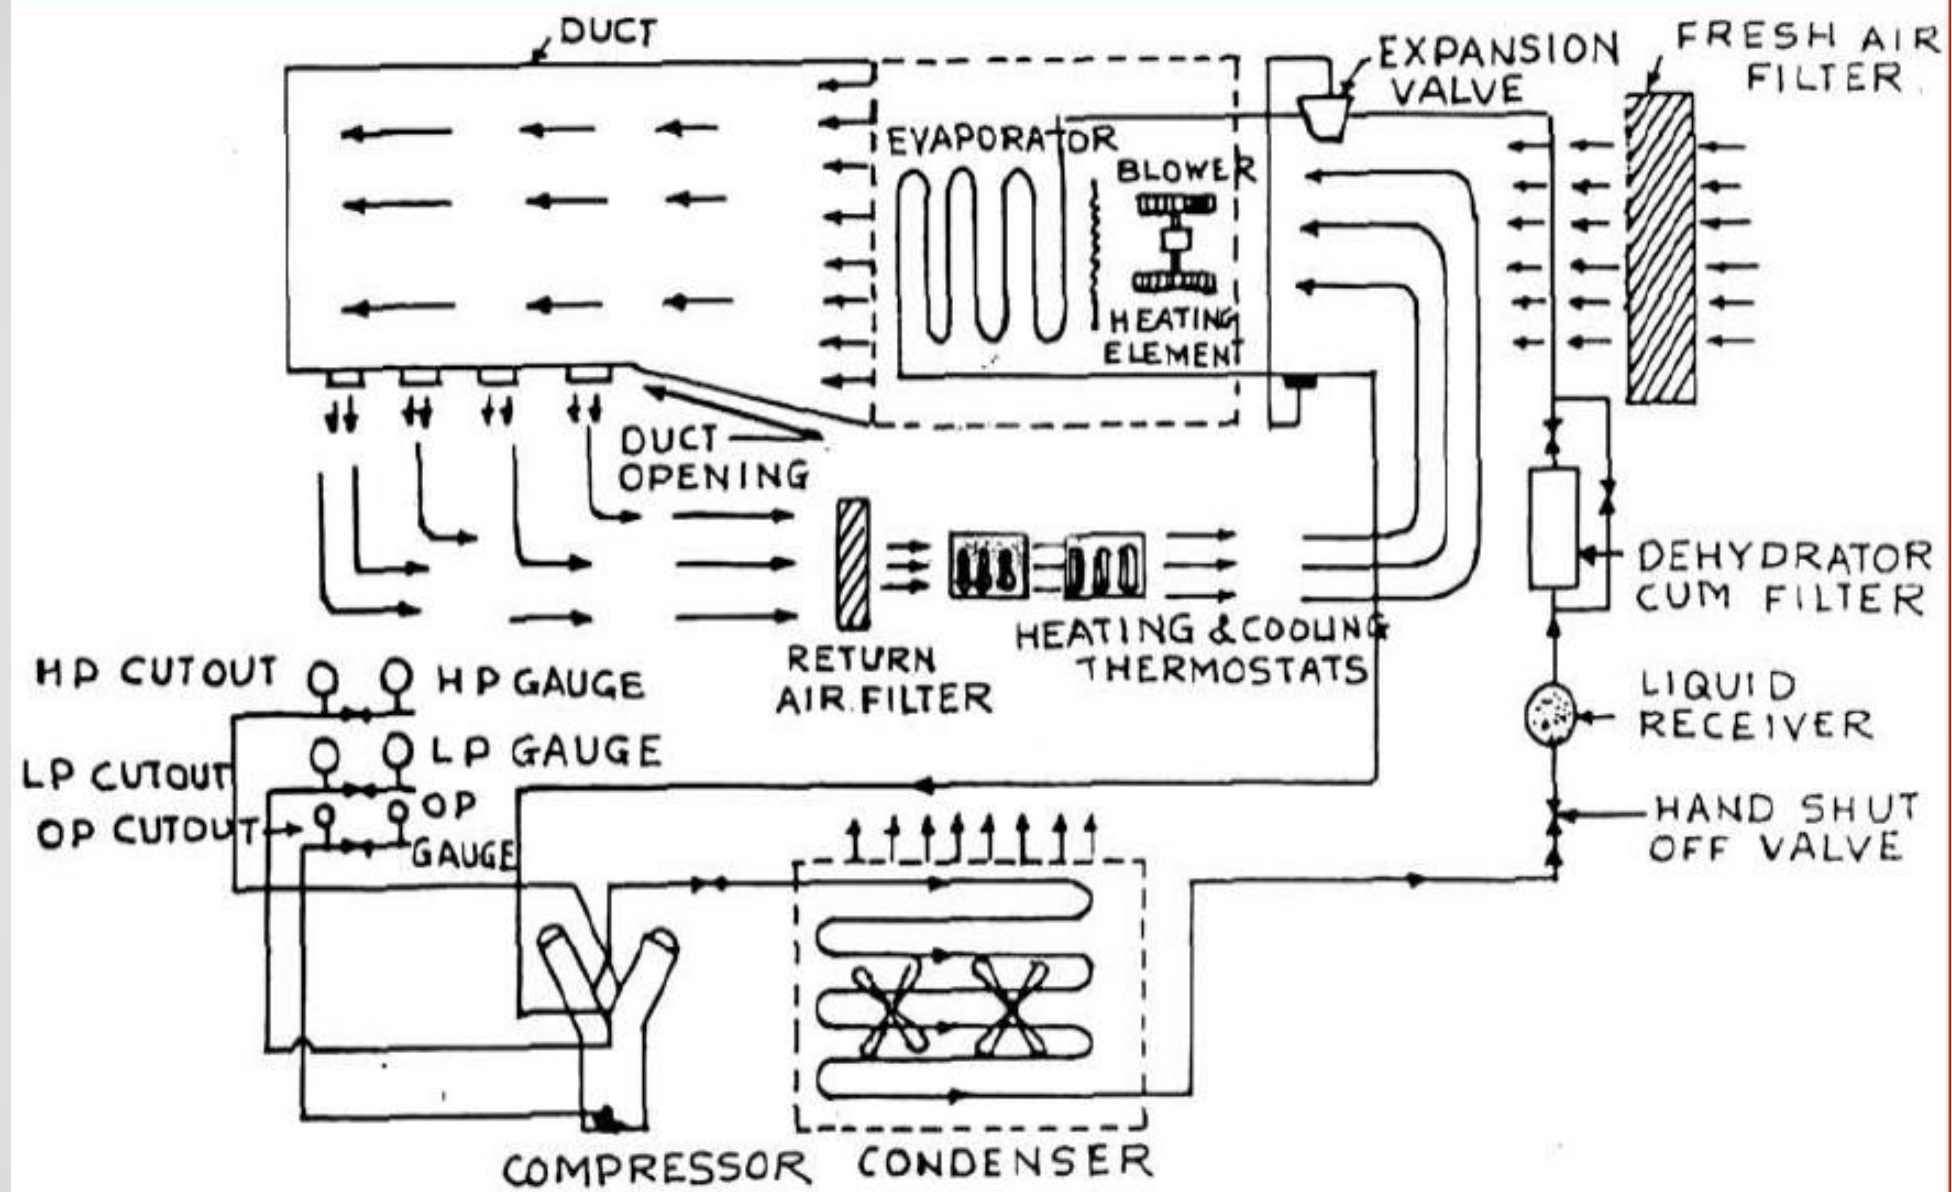 DUCT
EXPANSION
VALVE
FRESH AIR
FILTER
EVAPORATOR
BLOWER
HEATING
ELEMENT
DUCT
OPENING
DEHYDRATOR
CUM FILTER
RETURN
AIR FILTER
HEATING & COOLING
THERMOSTATS
HP CUTOUT
HP GAUGE
LIQUID
RECEIVER
LP CUTOUT
LP GAUGE
OP CUTOUT
OP
GAUGE
HAND SHUT
OFF VALVE
COMPRESSOR
CONDENSER